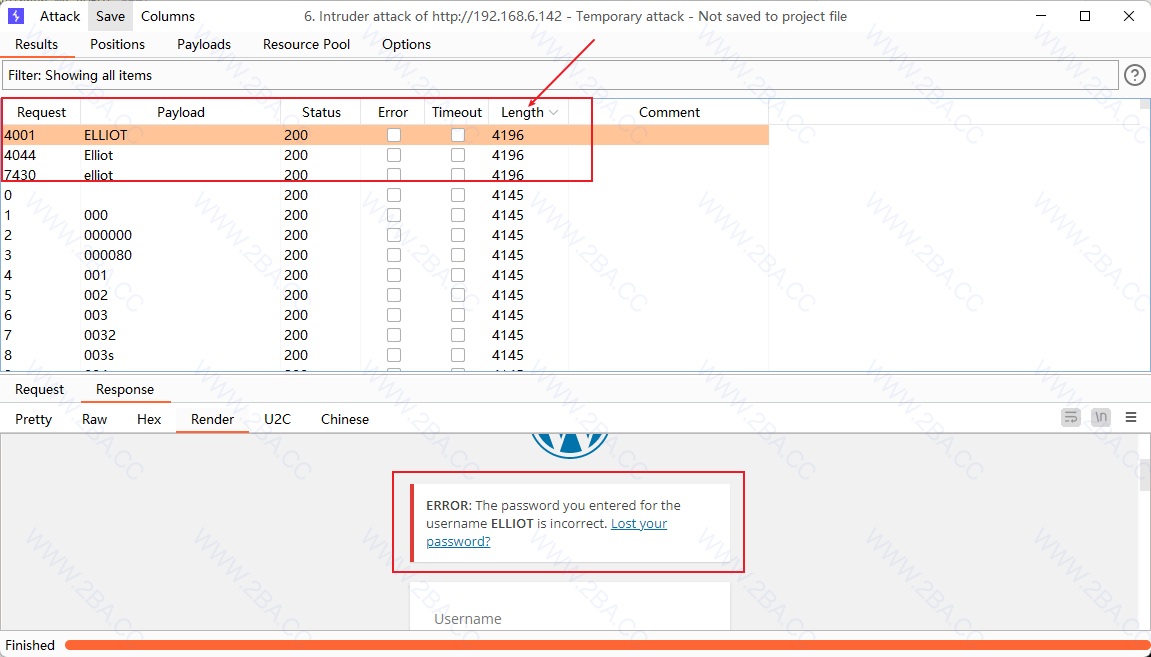 Attack Save Columns 6. Intruder attack of http://192.168.6.142 - Temporary attack - Not saved to project file
Results Positions Payloads Resource Pool Options
Filter: Showing all items
Request Payload Status Error Timeout Length Comment
4001 ELLIOT 200 4196
4044 Elliot 200 4196
7430 elliot 200 4196
0 200 4145
1 000 200 4145
2 000000 200 4145
3 000080 200 4145
4 001 200 4145
5 002 200 4145
6 003 200 4145
7 0032 200 4145
8 003s 200 4145
Request Response
Pretty Raw Hex Render U2C Chinese \n
ERROR: The password you entered for the
username ELLIOT is incorrect. Lost your
password?
Username
Finished
WWW.2BA.CC